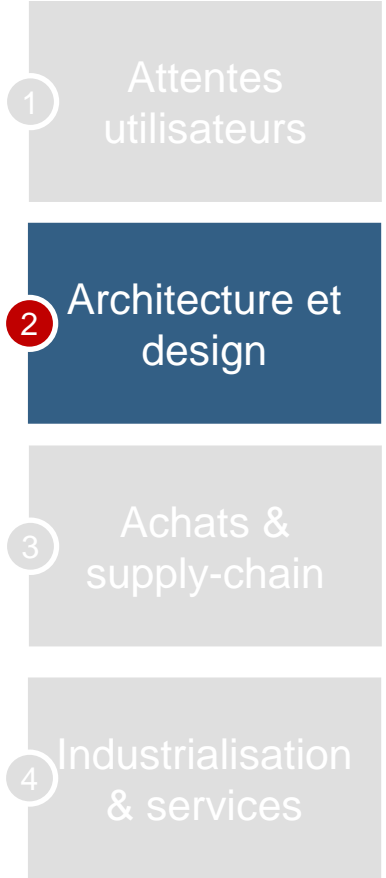 1
Attentes
utilisateurs
2
Architecture et
design
3
Achats &
supply-chain
4
Industrialisation
& services